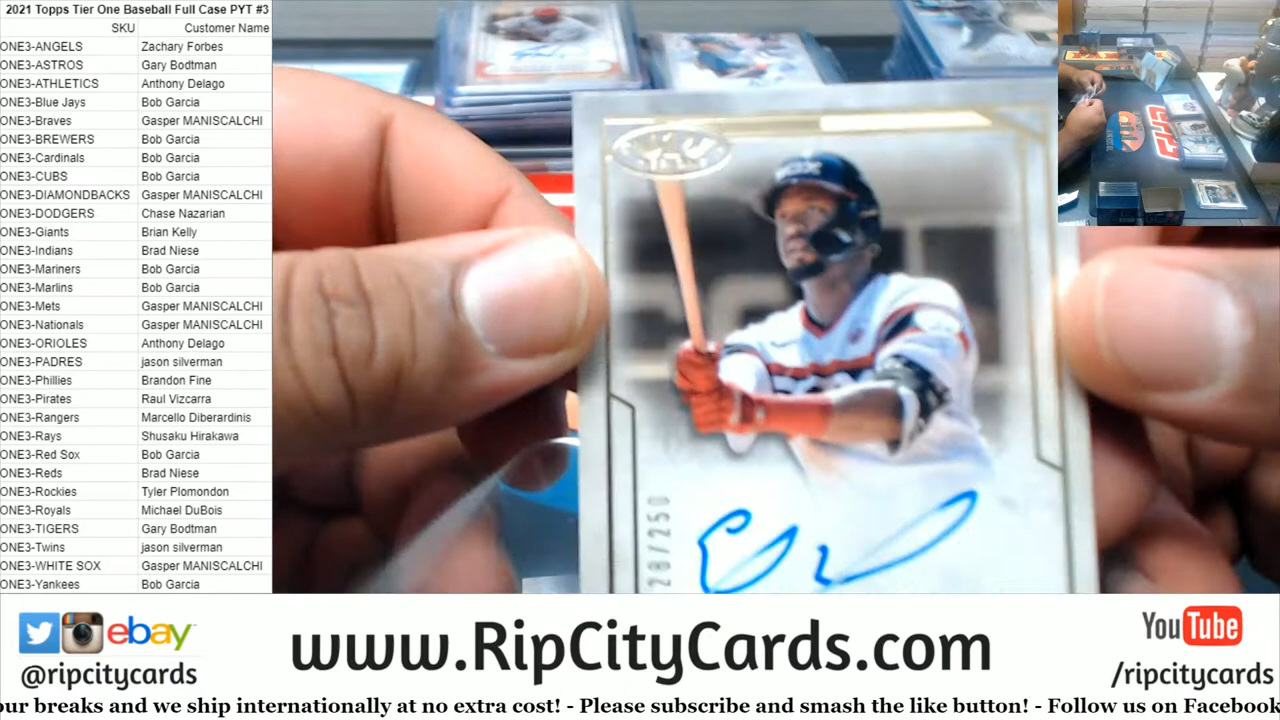 2021 Topps Tier One Baseball Full Case PYT #3
SKU Customer Name
ONE3-ANGELS Zachary Forbes
ONE3-ASTROS Gary Bodtman
ONE3-ATHLETICS Anthony Delago
ONE3-Blue Jays Bob Garcia
ONE3-Braves Gasper MANISCALCHI
ONE3-BREWERS Bob Garcia
ONE3-Cardinals Bob Garcia
ONE3-CUBS Bob Garcia
ONE3-DIAMONDBACKS Gasper MANISCALCHI
ONE3-DODGERS Chase Nazarian
ONE3-Giants Brian Kelly
ONE3-Indians Brad Niese
ONE3-Mariners Bob Garcia
ONE3-Marlins Bob Garcia
ONE3-Mets Gasper MANISCALCHI
ONE3-Nationals Gasper MANISCALCHI
ONE3-ORIOLES Anthony Delago
ONE3-PADRES jason silverman
ONE3-Phillies Brandon Fine
ONE3-Pirates Raul Vizcarra
ONE3-Rangers Marcello Diberardinis
ONE3-Rays Shusaku Hirakawa
ONE3-Red Sox Bob Garcia
ONE3-Reds Brad Niese
ONE3-Rockies Tyler Plomondon
ONE3-Royals Michael DuBois
ONE3-TIGERS Gary Bodtman
ONE3-Twins jason silverman
ONE3-WHITE SOX Gasper MANISCALCHI
ONE3-Yankees Bob Garcia
28/250
ebay
@ripcitycards
www.RipCityCards.com
YouTube
/ripcitycards
our breaks and we ship internationally at no extra cost! - Please subscribe and smash the like button! - Follow us on Facebook